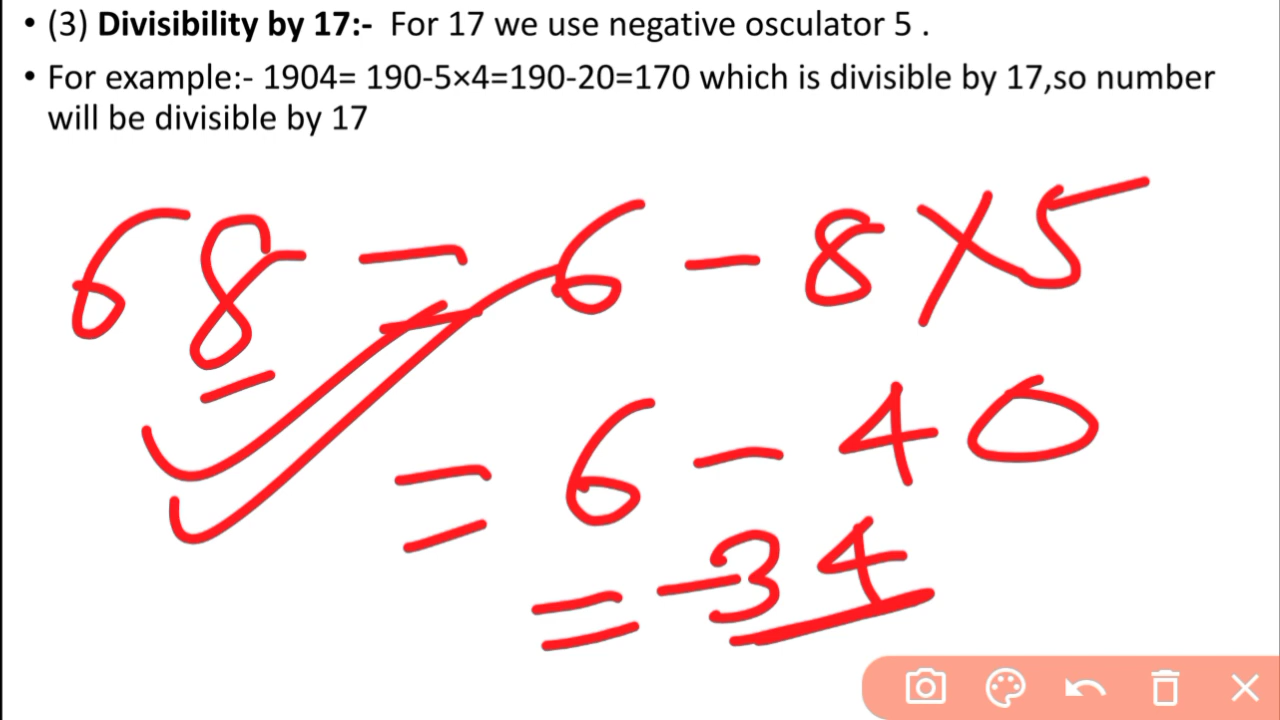 • (3) Divisibility by 17:- For 17 we use negative osculator 5 .
• For example:- 1904= 190-5×4=190-20=170 which is divisible by 17,so number
will be divisible by 17
68 = 6 - 8×5
= 6 - 40
= -34